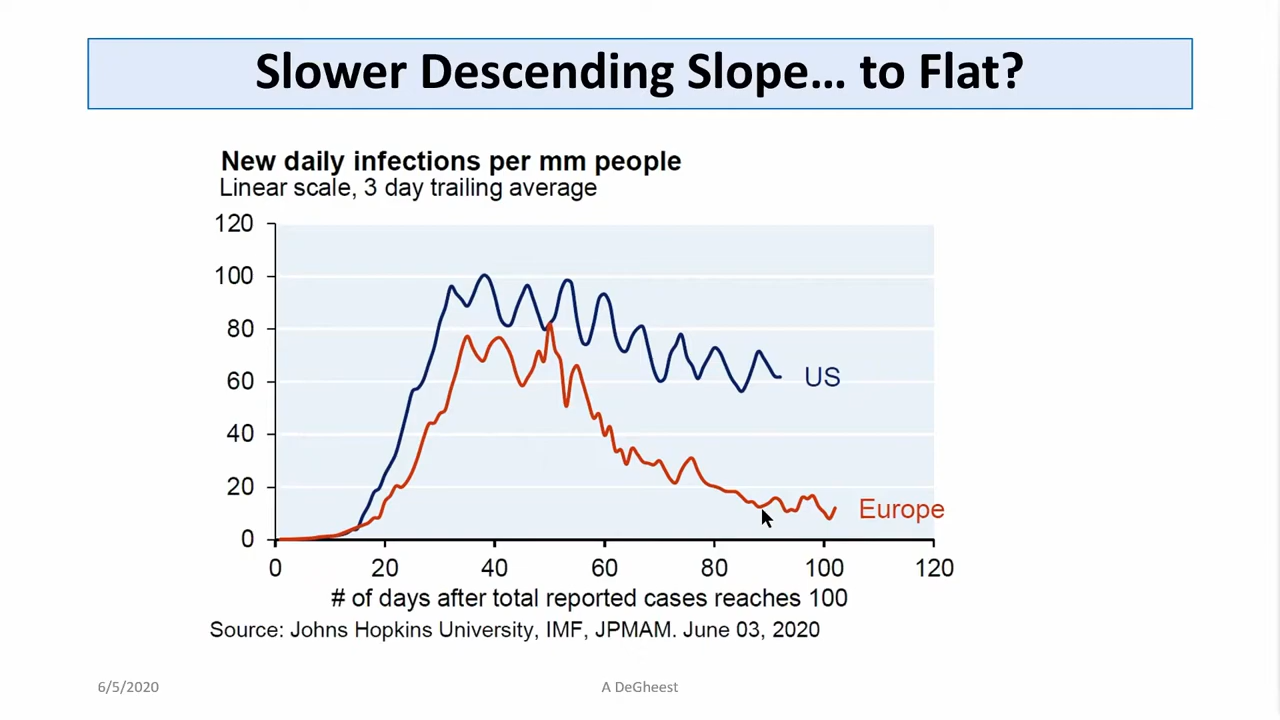 Slower Descending Slope... to Flat?
New daily infections per mm people
Linear scale, 3 day trailing average
120
100
80
60
40
20
0
US
Europe
0 20 40 60 80 100 120
# of days after total reported cases reaches 100
Source: Johns Hopkins University, IMF, JPMAM. June 03, 2020
6/5/2020 A DeGheest